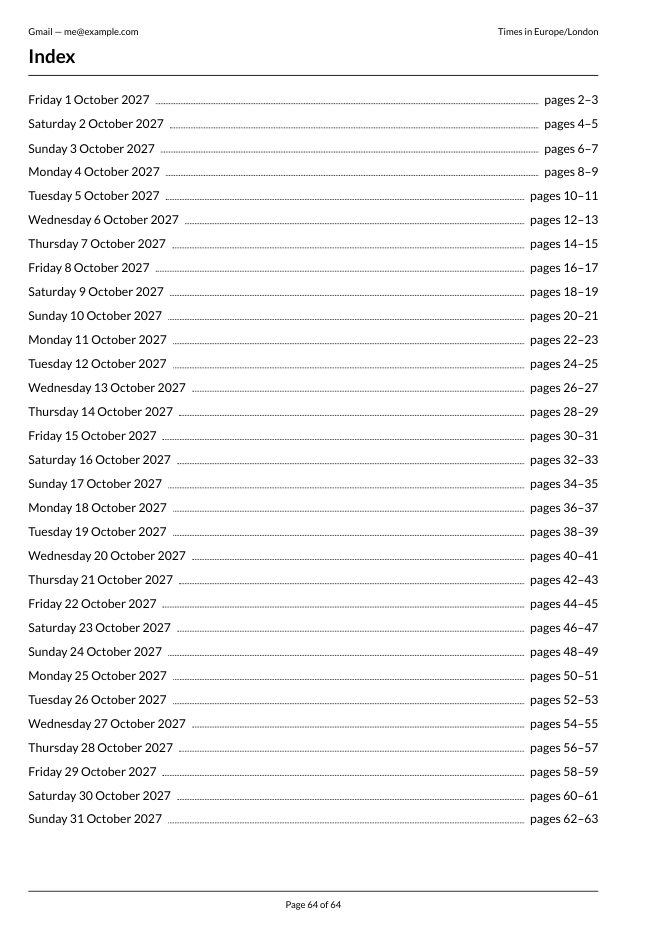 Gmail — me@example.com Times in Europe/London
Index
Friday 1 October 2027 pages 2–3
Saturday 2 October 2027 pages 4–5
Sunday 3 October 2027 pages 6–7
Monday 4 October 2027 pages 8–9
Tuesday 5 October 2027 pages 10–11
Wednesday 6 October 2027 pages 12–13
Thursday 7 October 2027 pages 14–15
Friday 8 October 2027 pages 16–17
Saturday 9 October 2027 pages 18–19
Sunday 10 October 2027 pages 20–21
Monday 11 October 2027 pages 22–23
Tuesday 12 October 2027 pages 24–25
Wednesday 13 October 2027 pages 26–27
Thursday 14 October 2027 pages 28–29
Friday 15 October 2027 pages 30–31
Saturday 16 October 2027 pages 32–33
Sunday 17 October 2027 pages 34–35
Monday 18 October 2027 pages 36–37
Tuesday 19 October 2027 pages 38–39
Wednesday 20 October 2027 pages 40–41
Thursday 21 October 2027 pages 42–43
Friday 22 October 2027 pages 44–45
Saturday 23 October 2027 pages 46–47
Sunday 24 October 2027 pages 48–49
Monday 25 October 2027 pages 50–51
Tuesday 26 October 2027 pages 52–53
Wednesday 27 October 2027 pages 54–55
Thursday 28 October 2027 pages 56–57
Friday 29 October 2027 pages 58–59
Saturday 30 October 2027 pages 60–61
Sunday 31 October 2027 pages 62–63
Page 64 of 64